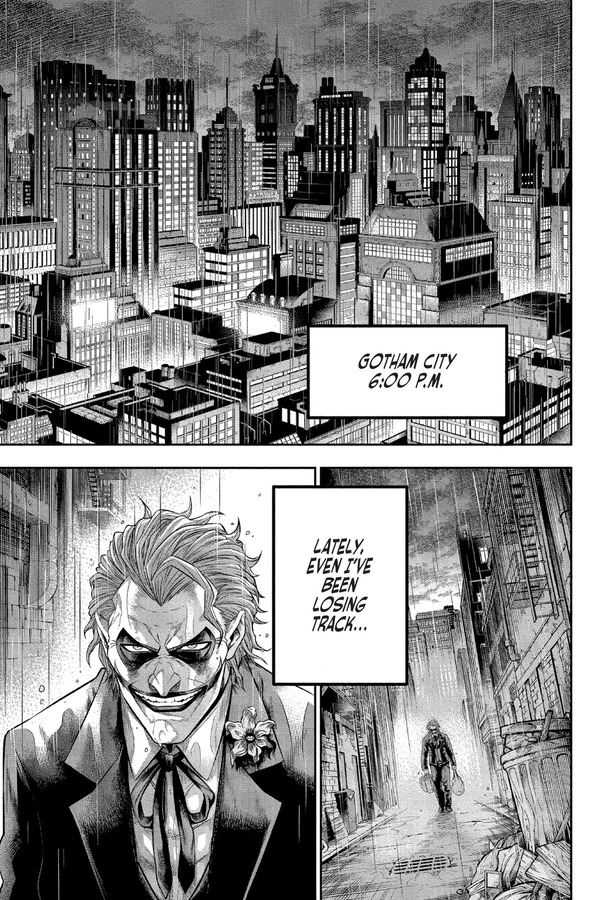 GOTHAM CITY
6:00 P.M.
LATELY,
EVEN I'VE
BEEN
LOSING
TRACK...